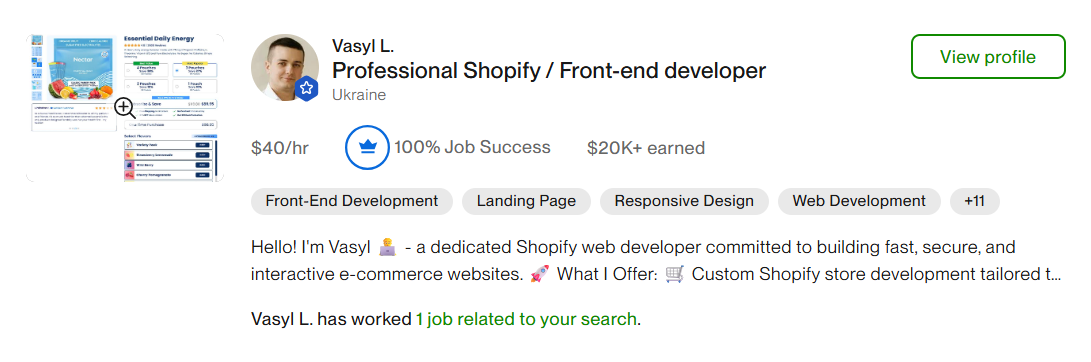 Essential Daily Energy
Nectar
Select Flavors
Vasyl L.
Professional Shopify / Front-end developer
Ukraine
View profile
$40/hr
100% Job Success
$20K+ earned
Front-End Development
Landing Page
Responsive Design
Web Development
+11
Hello! I'm Vasyl 🧑‍💻 - a dedicated Shopify web developer committed to building fast, secure, and
interactive e-commerce websites. 🚀 What I Offer: 🛒 Custom Shopify store development tailored t...
Vasyl L. has worked 1 job related to your search.